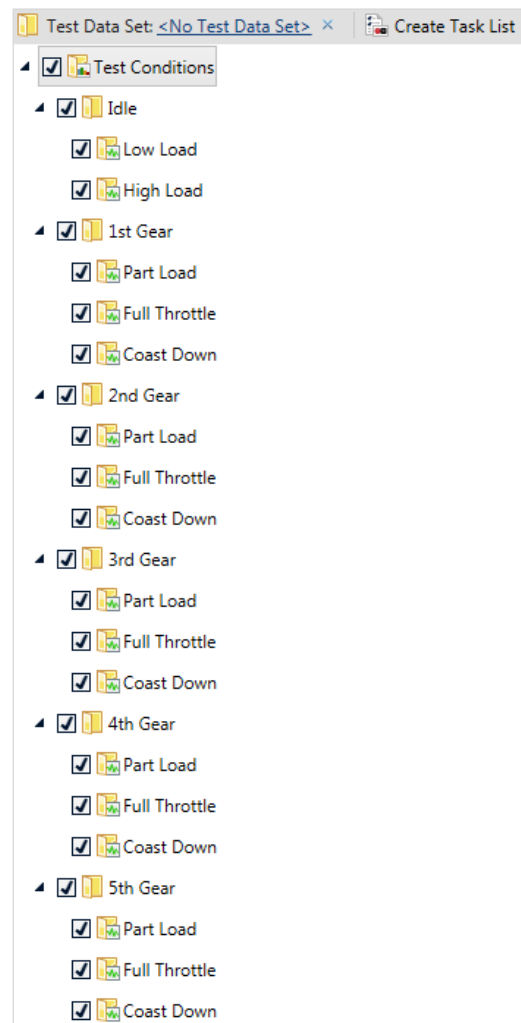 Test Data Set: <No Test Data Set> × Create Task List
Test Conditions
Idle
Low Load
High Load
1st Gear
Part Load
Full Throttle
Coast Down
2nd Gear
Part Load
Full Throttle
Coast Down
3rd Gear
Part Load
Full Throttle
Coast Down
4th Gear
Part Load
Full Throttle
Coast Down
5th Gear
Part Load
Full Throttle
Coast Down